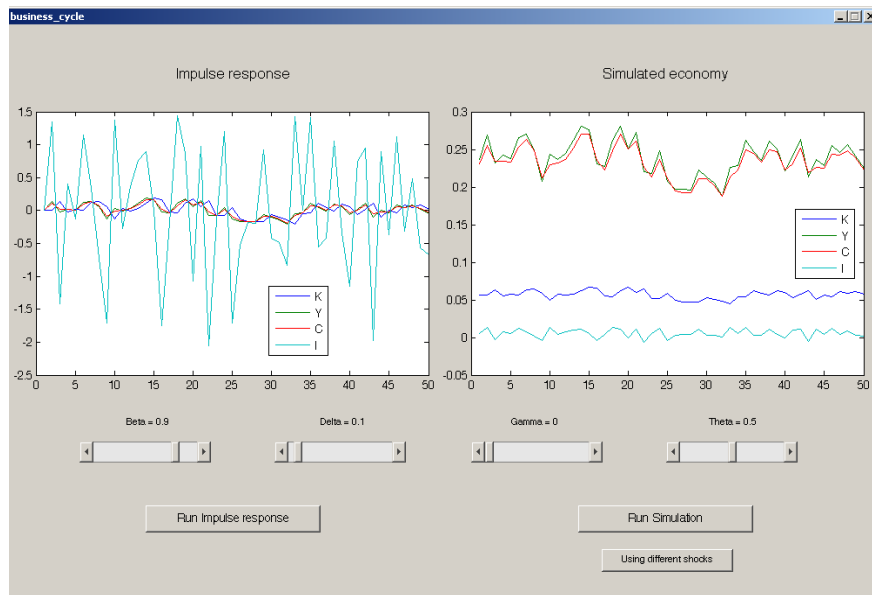 business_cycle
Impulse response
Simulated economy
1.5
1
0.5
0
-0.5
-1
-1.5
-2
-2.5
0 5 10 15 20 25 30 35 40 45 50
K
Y
C
I
0.3
0.25
0.2
0.15
0.1
0.05
0
-0.05
0 5 10 15 20 25 30 35 40 45 50
K
Y
C
I
Beta = 0.9
Delta = 0.1
Gamma = 0
Theta = 0.5
Run Impulse response
Run Simulation
Using different shocks